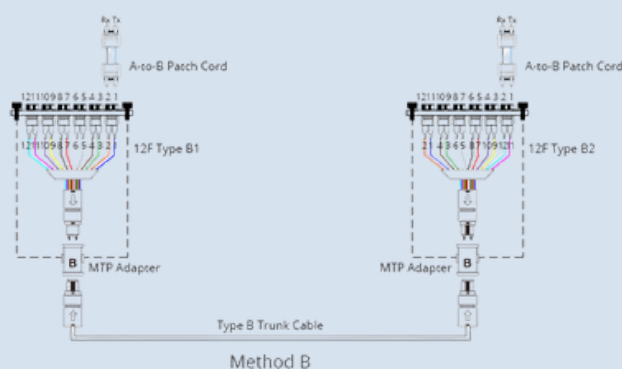 Rx Tx
Rx Tx
A-to-B Patch Cord
A-to-B Patch Cord
12 11 10 9 8 7 6 5 4 3 2 1
12 11 10 9 8 7 6 5 4 3 2 1
12 11 10 9 8 7 6 5 4 3 2 1
12F Type B1
2 1 4 3 6 5 8 7 10 9 12 11
12F Type B2
B
MTP Adapter
MTP Adapter
B
Type B Trunk Cable
Method B